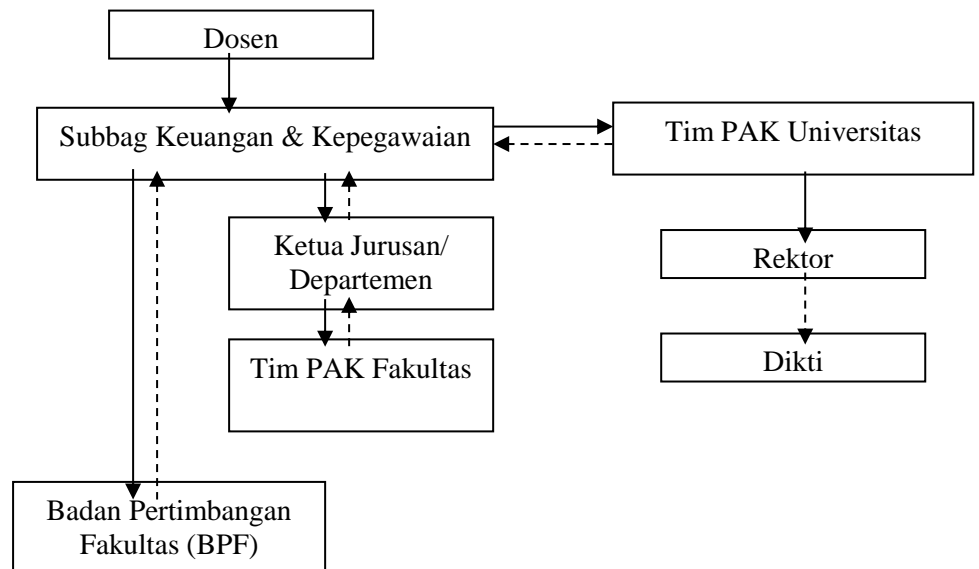 Dosen
Subbag Keuangan & Kepegawaian
Tim PAK Universitas
Ketua Jurusan/
Departemen
Rektor
Tim PAK Fakultas
Dikti
Badan Pertimbangan
Fakultas (BPF)